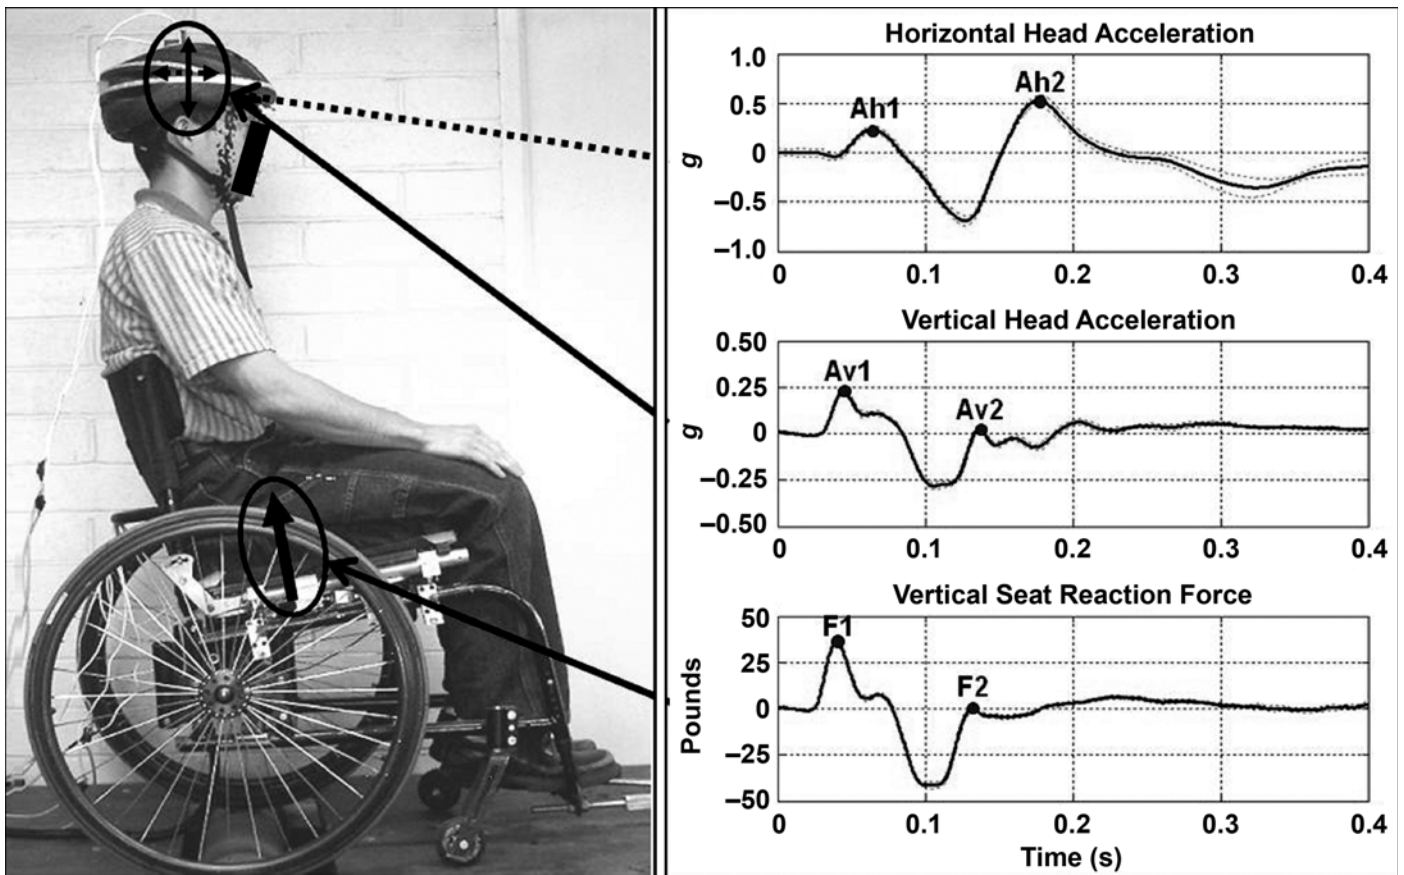 Horizontal Head Acceleration
1.0
0.5
0
–0.5
–1.0
g
Ah1
Ah2
0 0.1 0.2 0.3 0.4
Vertical Head Acceleration
0.50
0.25
0
–0.25
–0.50
g
Av1
Av2
0 0.1 0.2 0.3 0.4
Vertical Seat Reaction Force
50
25
0
–25
–50
Pounds
F1
F2
0 0.1 0.2 0.3 0.4
Time (s)